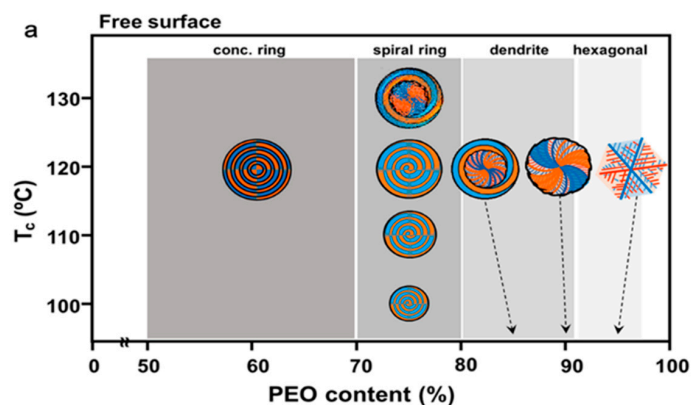 a
Free surface
conc. ring
spiral ring
dendrite
hexagonal
130
120
110
100
Tc (ºC)
0
50
60
70
80
90
100
PEO content (%)